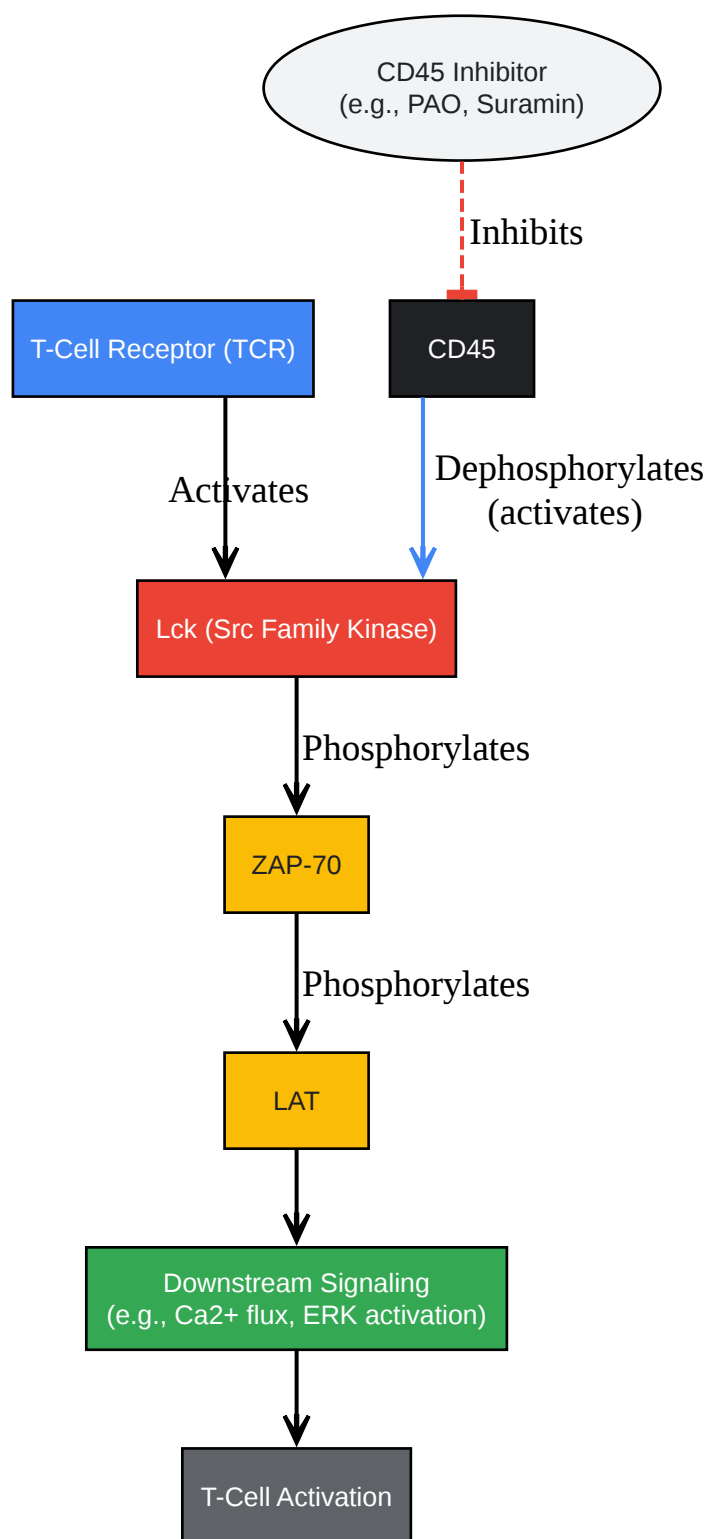 CD45 Inhibitor
(e.g., PAO, Suramin)
Inhibits
T-Cell Receptor (TCR)
CD45
Activates
Dephosphorylates
(activates)
Lck (Src Family Kinase)
Phosphorylates
ZAP-70
Phosphorylates
LAT
Downstream Signaling
(e.g., Ca2+ flux, ERK activation)
T-Cell Activation